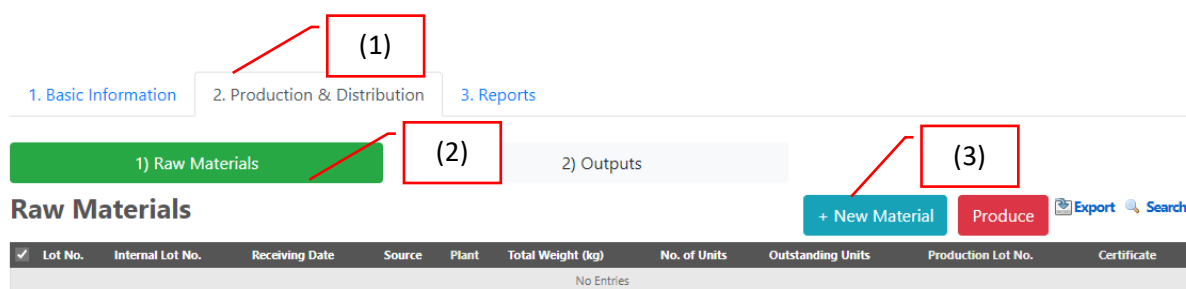 (1)
1. Basic Information 2. Production & Distribution 3. Reports
1) Raw Materials (2) 2) Outputs (3)
Raw Materials + New Material Produce Export Search
Lot No. Internal Lot No. Receiving Date Source Plant Total Weight (kg) No. of Units Outstanding Units Production Lot No. Certificate
No Entries